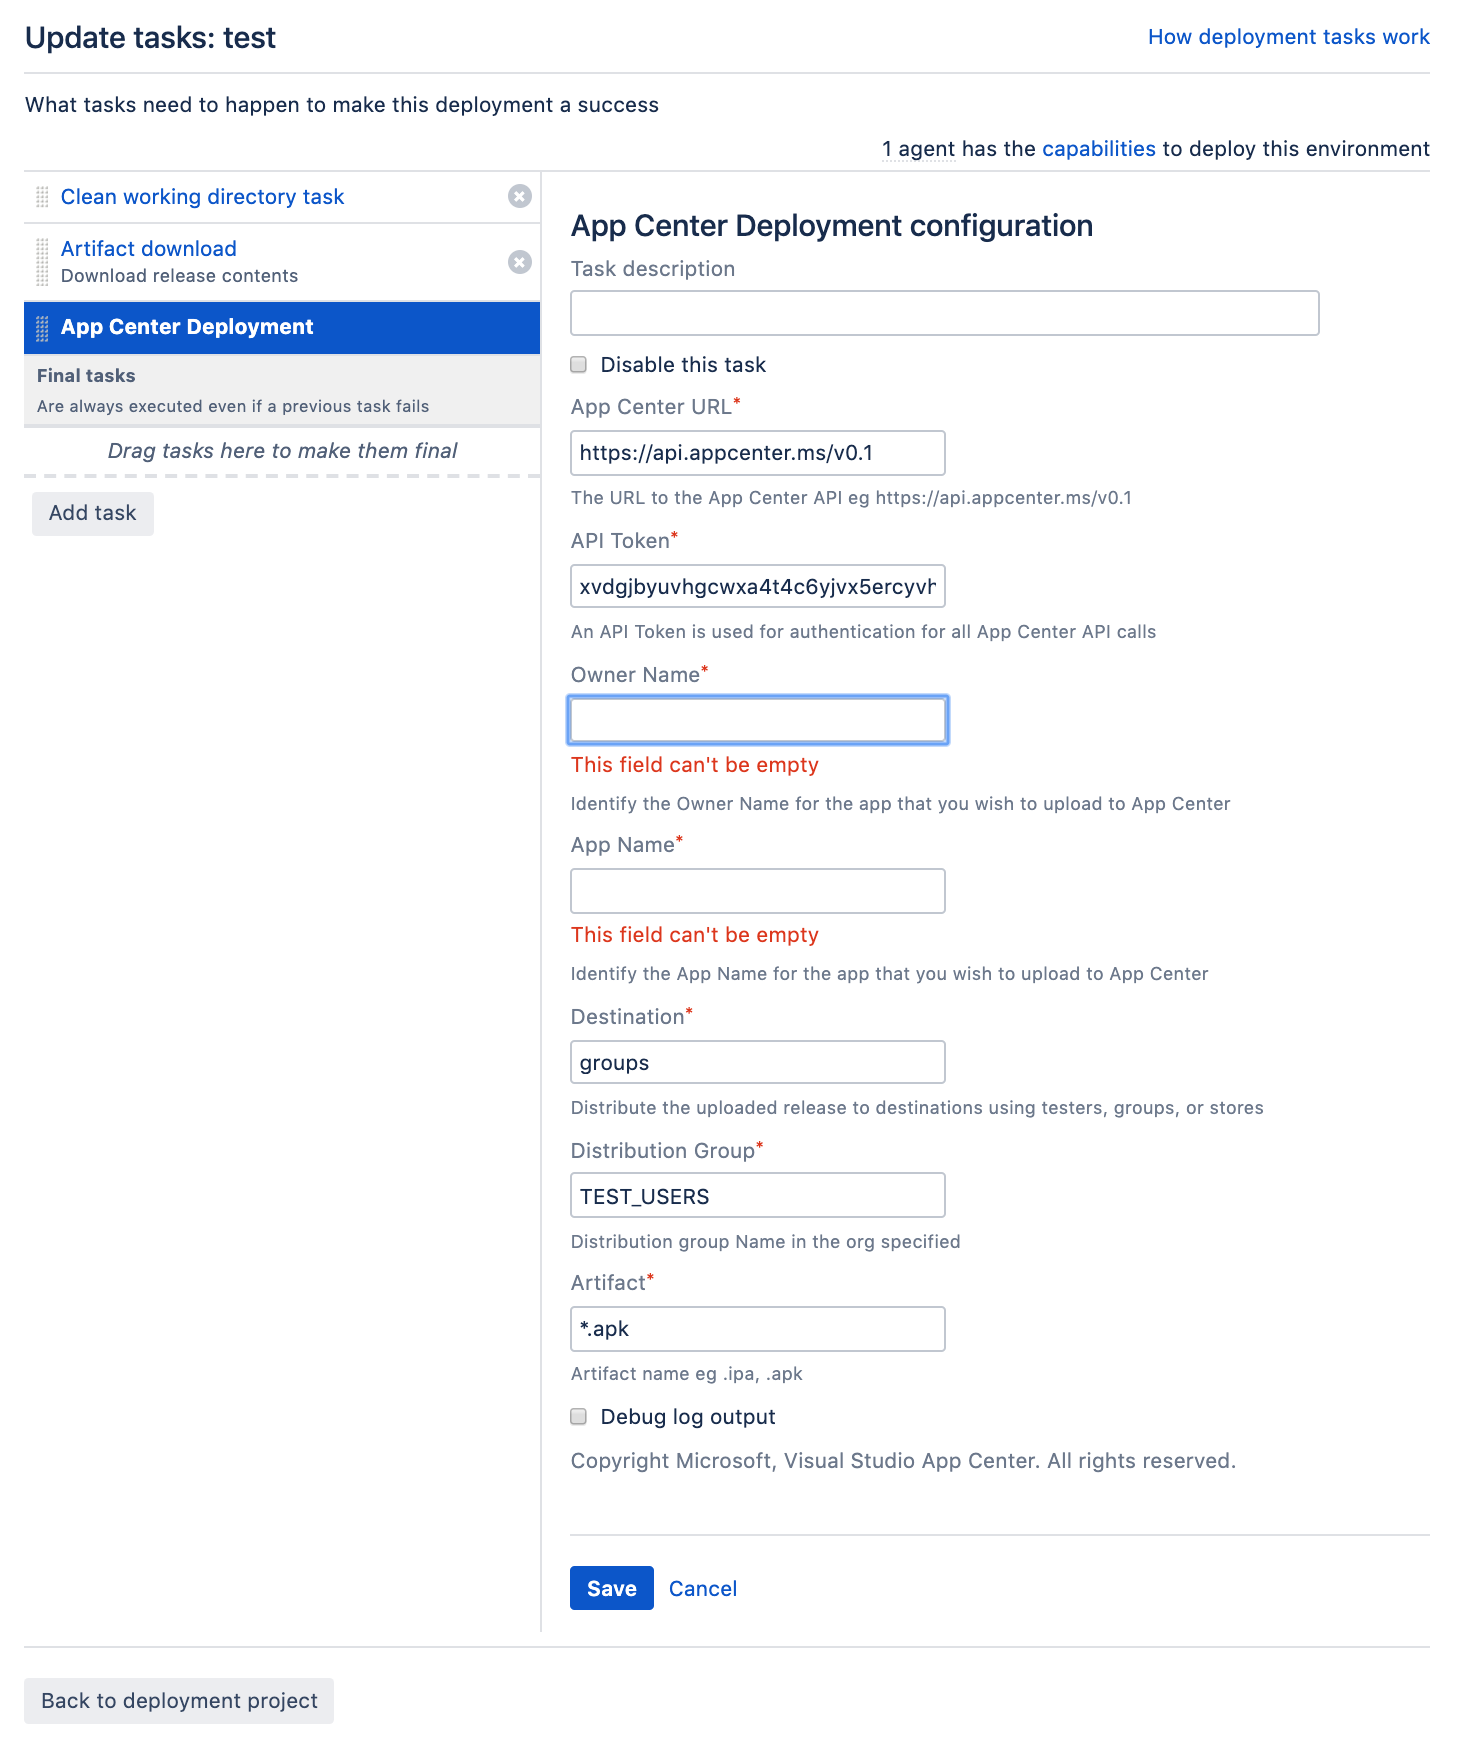 Update tasks: test
How deployment tasks work
What tasks need to happen to make this deployment a success
1 agent has the capabilities to deploy this environment
Clean working directory task
Artifact download
Download release contents
App Center Deployment
Final tasks
Are always executed even if a previous task fails
Drag tasks here to make them final
Add task
App Center Deployment configuration
Task description
Disable this task
App Center URL*
https://api.appcenter.ms/v0.1
The URL to the App Center API eg https://api.appcenter.ms/v0.1
API Token*
xvdgjbyuvhgcwxa4t4c6yjvx5ercyvh
An API Token is used for authentication for all App Center API calls
Owner Name*
This field can't be empty
Identify the Owner Name for the app that you wish to upload to App Center
App Name*
This field can't be empty
Identify the App Name for the app that you wish to upload to App Center
Destination*
groups
Distribute the uploaded release to destinations using testers, groups, or stores
Distribution Group*
TEST_USERS
Distribution group Name in the org specified
Artifact*
*.apk
Artifact name eg .ipa, .apk
Debug log output
Copyright Microsoft, Visual Studio App Center. All rights reserved.
Save
Cancel
Back to deployment project